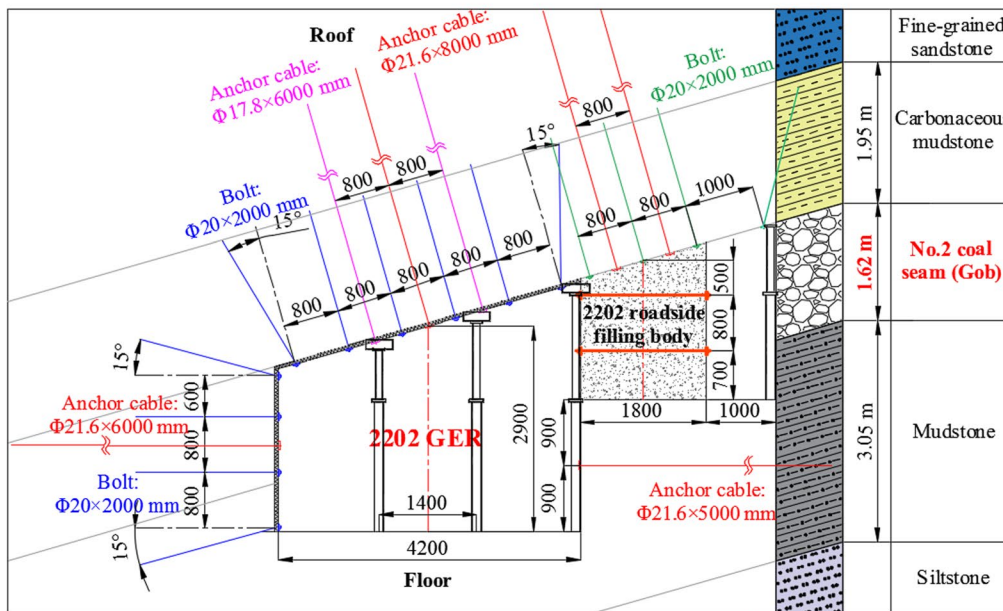 Roof
Anchor cable:
Φ17.8×6000 mm
Anchor cable:
Φ21.6×8000 mm
Bolt:
Φ20×2000 mm
Bolt:
Φ20×2000 mm
15°
15°
800
800
800
800
800
800
800
800
800
800
1000
15°
600
800
800
15°
Anchor cable:
Φ21.6×6000 mm
Bolt:
Φ20×2000 mm
2202 GER
2900
1400
4200
Floor
900
900
2202 roadside
filling body
500
800
700
1800
1000
Anchor cable:
Φ21.6×5000 mm
1.95 m
1.62 m
3.05 m
Fine-grained
sandstone
Carbonaceous
mudstone
No.2 coal
seam (Gob)
Mudstone
Siltstone